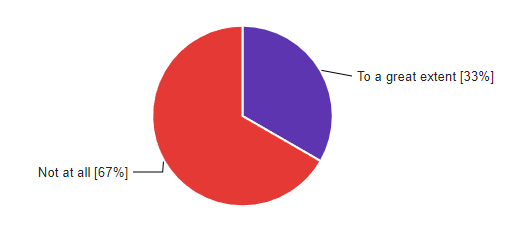 To a great extent [33%]
Not at all [67%]